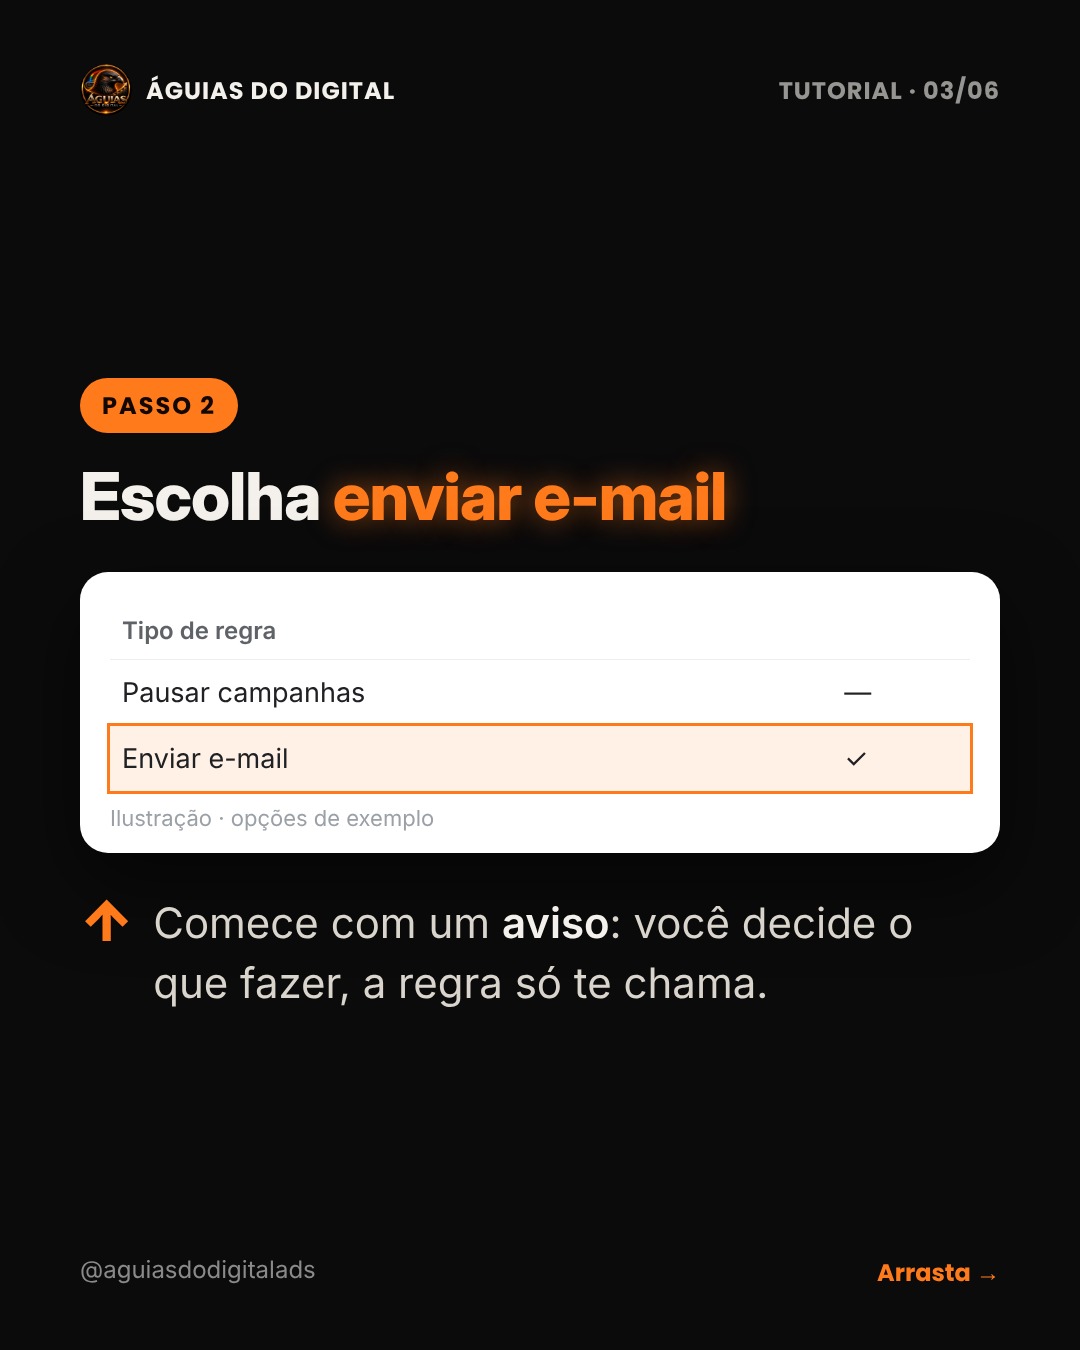 ÁGUIAS
ÁGUIAS DO DIGITAL
TUTORIAL · 03/06
PASSO 2
Escolha enviar e-mail
Tipo de regra
Pausar campanhas —
Enviar e-mail ✓
Ilustração · opções de exemplo
↑ Comece com um aviso: você decide o
que fazer, a regra só te chama.
@aguiasdodigitalads
Arrasta →